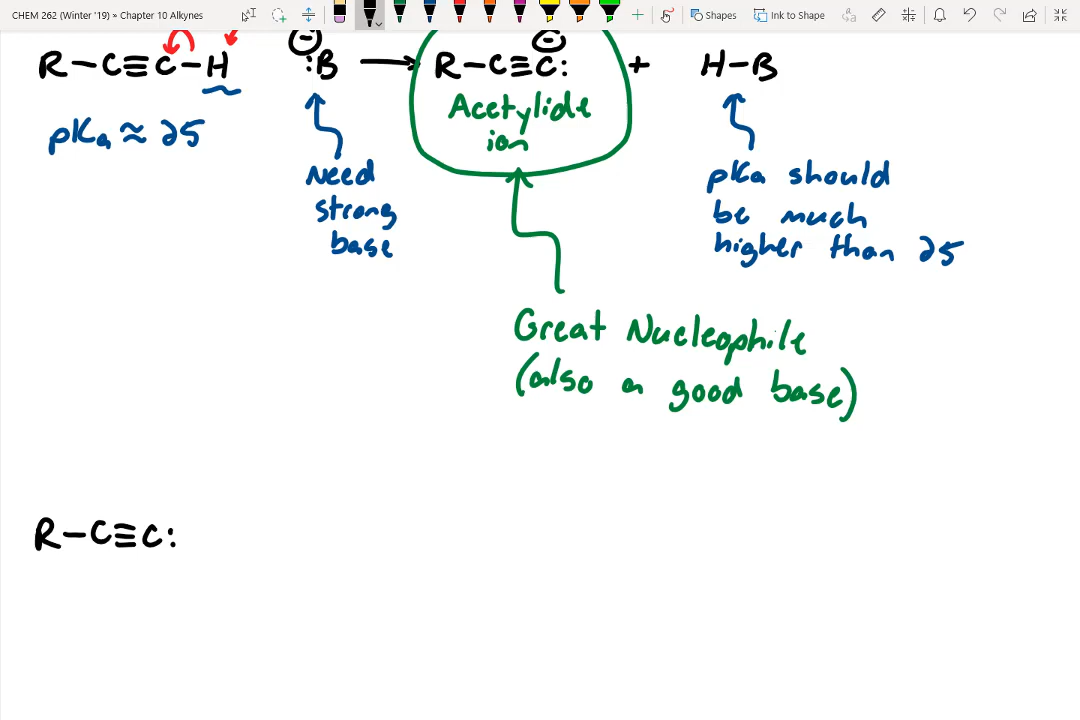 CHEM 262 (Winter '19) » Chapter 10 Alkynes
Shapes
Ink to Shape
R–C≡C–H :B⊖ → R–C≡C:⊖ + H–B
Acetylide
ion
pKa ≈ 25
Need
strong
base
pKa should
be much
higher than 25
Great Nucleophile
(also a good base)
R–C≡C: